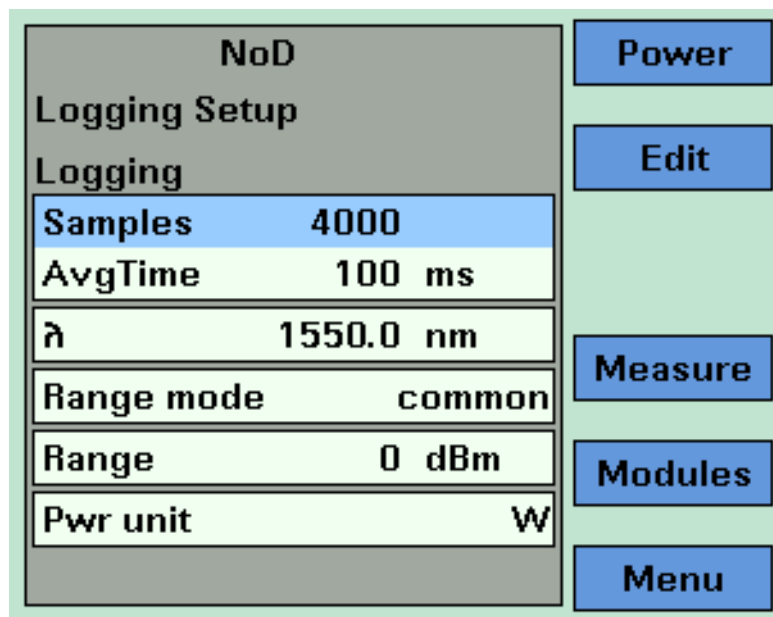 NoD
Logging Setup
Logging
Samples 4000
AvgTime 100 ms
λ 1550.0 nm
Range mode common
Range 0 dBm
Pwr unit W
Power
Edit
Measure
Modules
Menu